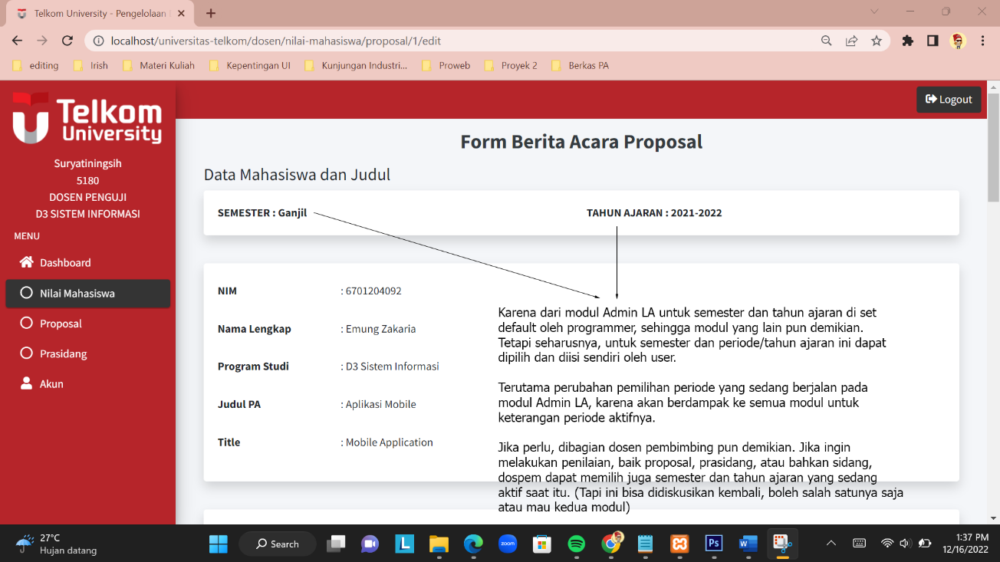 Telkom University - Pengelolaan
localhost/universitas-telkom/dosen/nilai-mahasiswa/proposal/1/edit
editing
Irish
Materi Kuliah
Kepentingan UI
Kunjungan Industri...
Proweb
Proyek 2
Berkas PA
Telkom
University
Logout
Suryatiningsih
5180
DOSEN PENGUJI
D3 SISTEM INFORMASI
MENU
Dashboard
Nilai Mahasiswa
Proposal
Prasidang
Akun
Form Berita Acara Proposal
Data Mahasiswa dan Judul
SEMESTER : Ganjil
TAHUN AJARAN : 2021-2022
NIM : 6701204092
Nama Lengkap : Emung Zakaria
Program Studi : D3 Sistem Informasi
Judul PA : Aplikasi Mobile
Title : Mobile Application
Karena dari modul Admin LA untuk semester dan tahun ajaran di set
default oleh programmer, sehingga modul yang lain pun demikian.
Tetapi seharusnya, untuk semester dan periode/tahun ajaran ini dapat
dipilih dan diisi sendiri oleh user.
Terutama perubahan pemilihan periode yang sedang berjalan pada
modul Admin LA, karena akan berdampak ke semua modul untuk
keterangan periode aktifnya.
Jika perlu, dibagian dosen pembimbing pun demikian. Jika ingin
melakukan penilaian, baik proposal, prasidang, atau bahkan sidang,
dospem dapat memilih juga semester dan tahun ajaran yang sedang
aktif saat itu. (Tapi ini bisa didiskusikan kembali, boleh salah satunya saja
atau mau kedua modul)
27°C
Hujan datang
Search
L
zoom
Ps
W
1:37 PM
12/16/2022